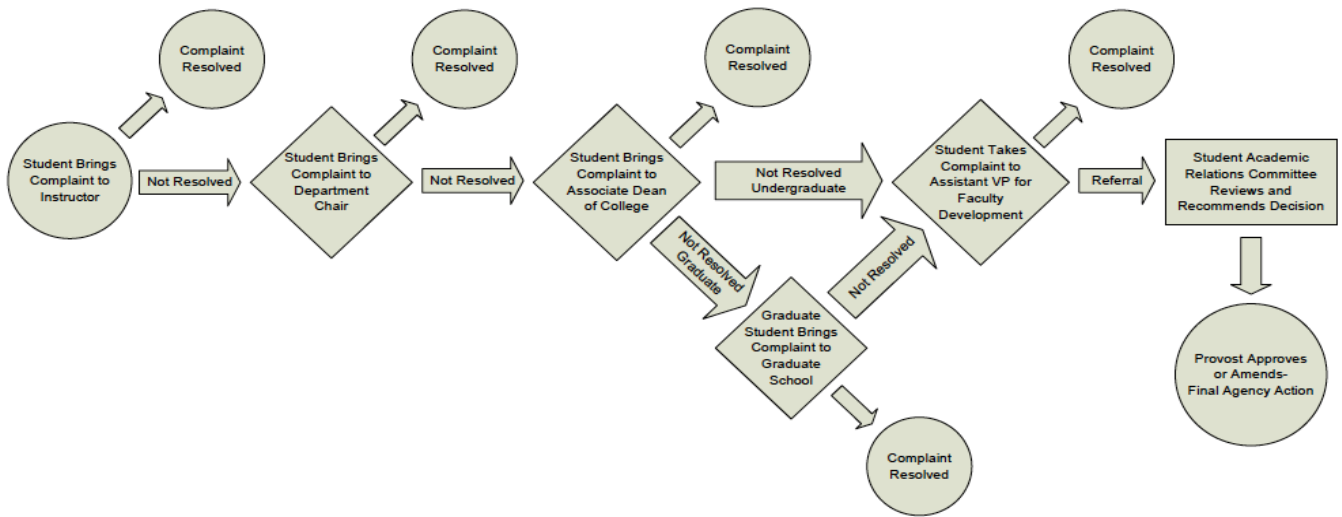 Complaint
Resolved
Complaint
Resolved
Complaint
Resolved
Complaint
Resolved
Student Brings
Complaint to
Instructor
Not Resolved
Student Brings
Complaint to
Department
Chair
Not Resolved
Student Brings
Complaint to
Associate Dean
of College
Not Resolved
Undergraduate
Student Takes
Complaint to
Assistant VP for
Faculty
Development
Referral
Student Academic
Relations Committee
Reviews and
Recommends Decision
Not Resolved
Graduate
Not Resolved
Graduate
Student Brings
Complaint to
Graduate
School
Provost Approves
or Amends-
Final Agency Action
Complaint
Resolved